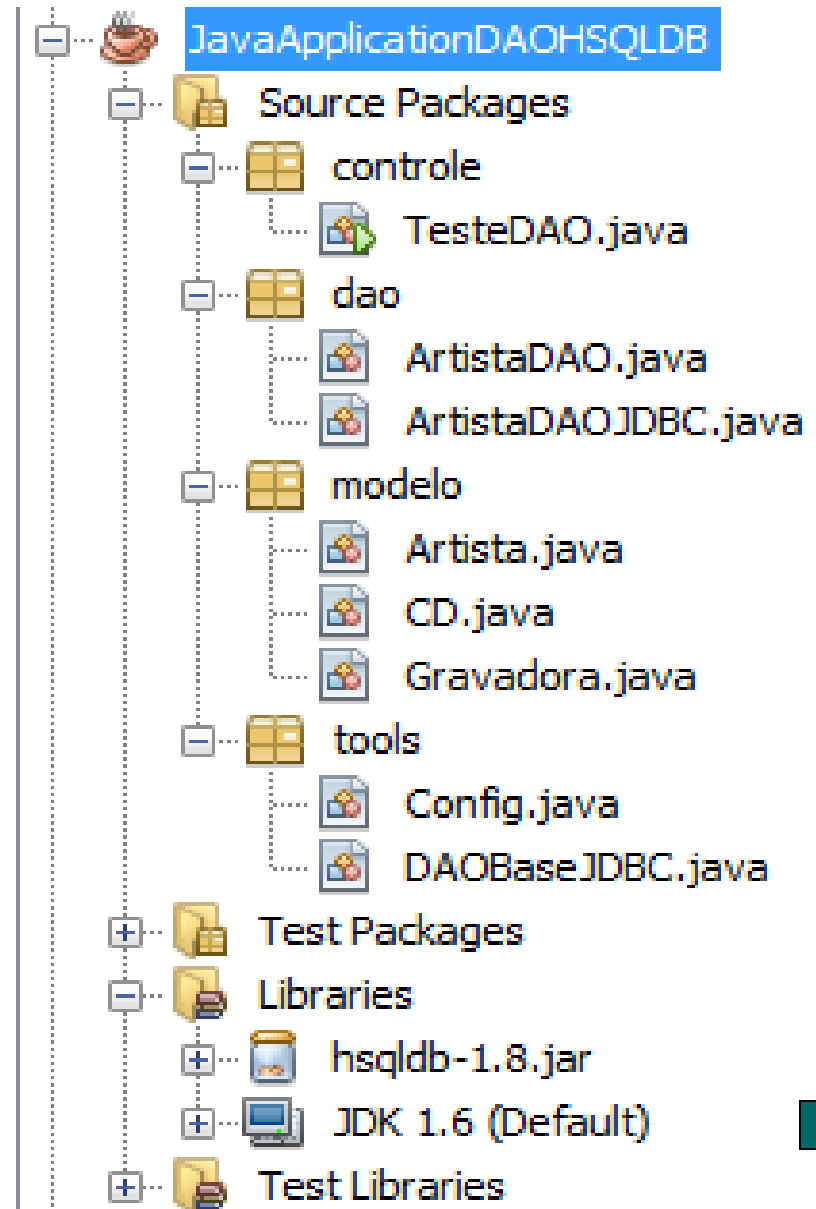 JavaApplicationDAOHSQLDB
Source Packages
controle
TesteDAO.java
dao
ArtistaDAO.java
ArtistaDAOJDBC.java
modelo
Artista.java
CD.java
Gravadora.java
tools
Config.java
DAOBaseJDBC.java
Test Packages
Libraries
hsqldb-1.8.jar
JDK 1.6 (Default)
Test Libraries